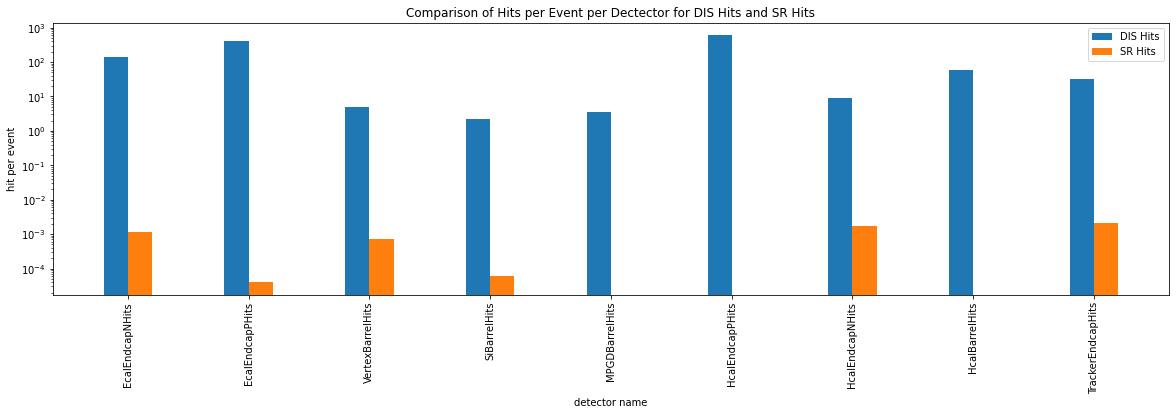 Comparison of Hits per Event per Dectector for DIS Hits and SR Hits
DIS Hits
SR Hits
hit per event
10³
10²
10¹
10⁰
10⁻¹
10⁻²
10⁻³
10⁻⁴
EcalEndcapNHits
EcalEndcapPHits
VertexBarrelHits
SiBarrelHits
MPGDBarrelHits
HcalEndcapPHits
HcalEndcapNHits
HcalBarrelHits
TrackerEndcapHits
detector name